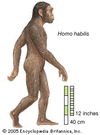 Homo habilis
12 inches
40 cm
© 2005 Encyclopædia Britannica, Inc.